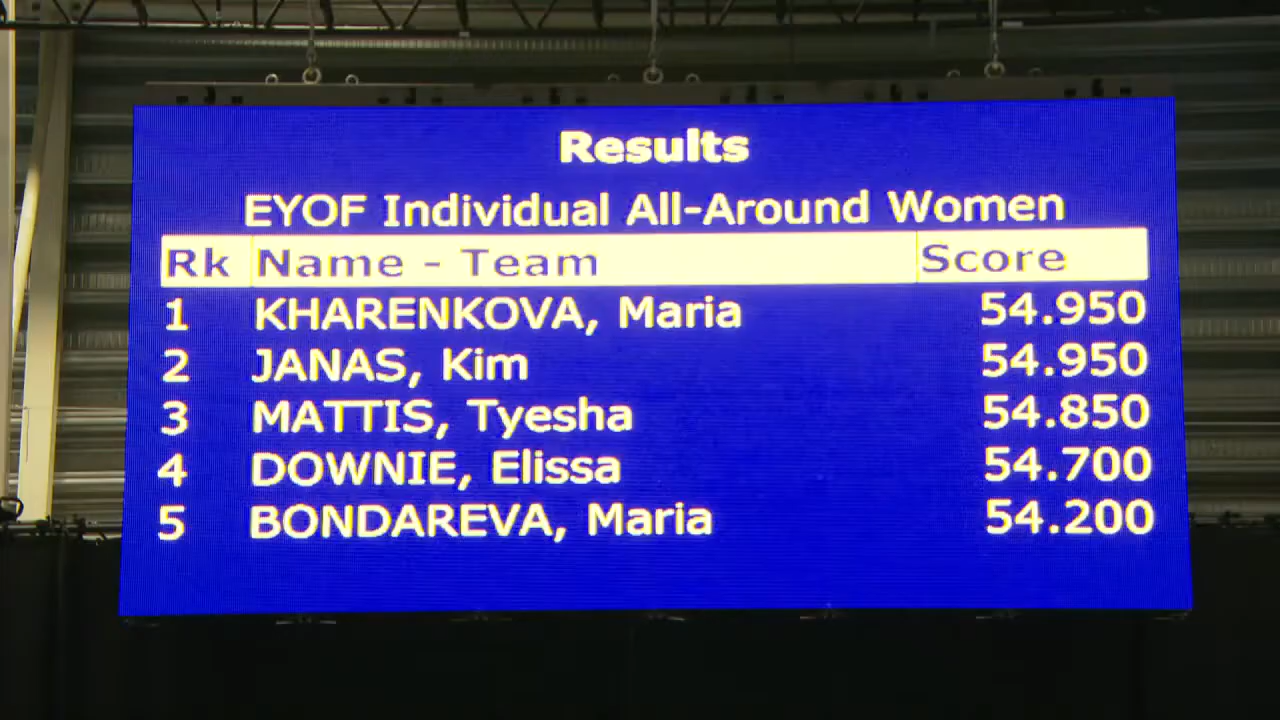 Results
EYOF Individual All-Around Women
Rk Name - Team Score
1 KHARENKOVA, Maria 54.950
2 JANAS, Kim 54.950
3 MATTIS, Tyesha 54.850
4 DOWNIE, Elissa 54.700
5 BONDAREVA, Maria 54.200